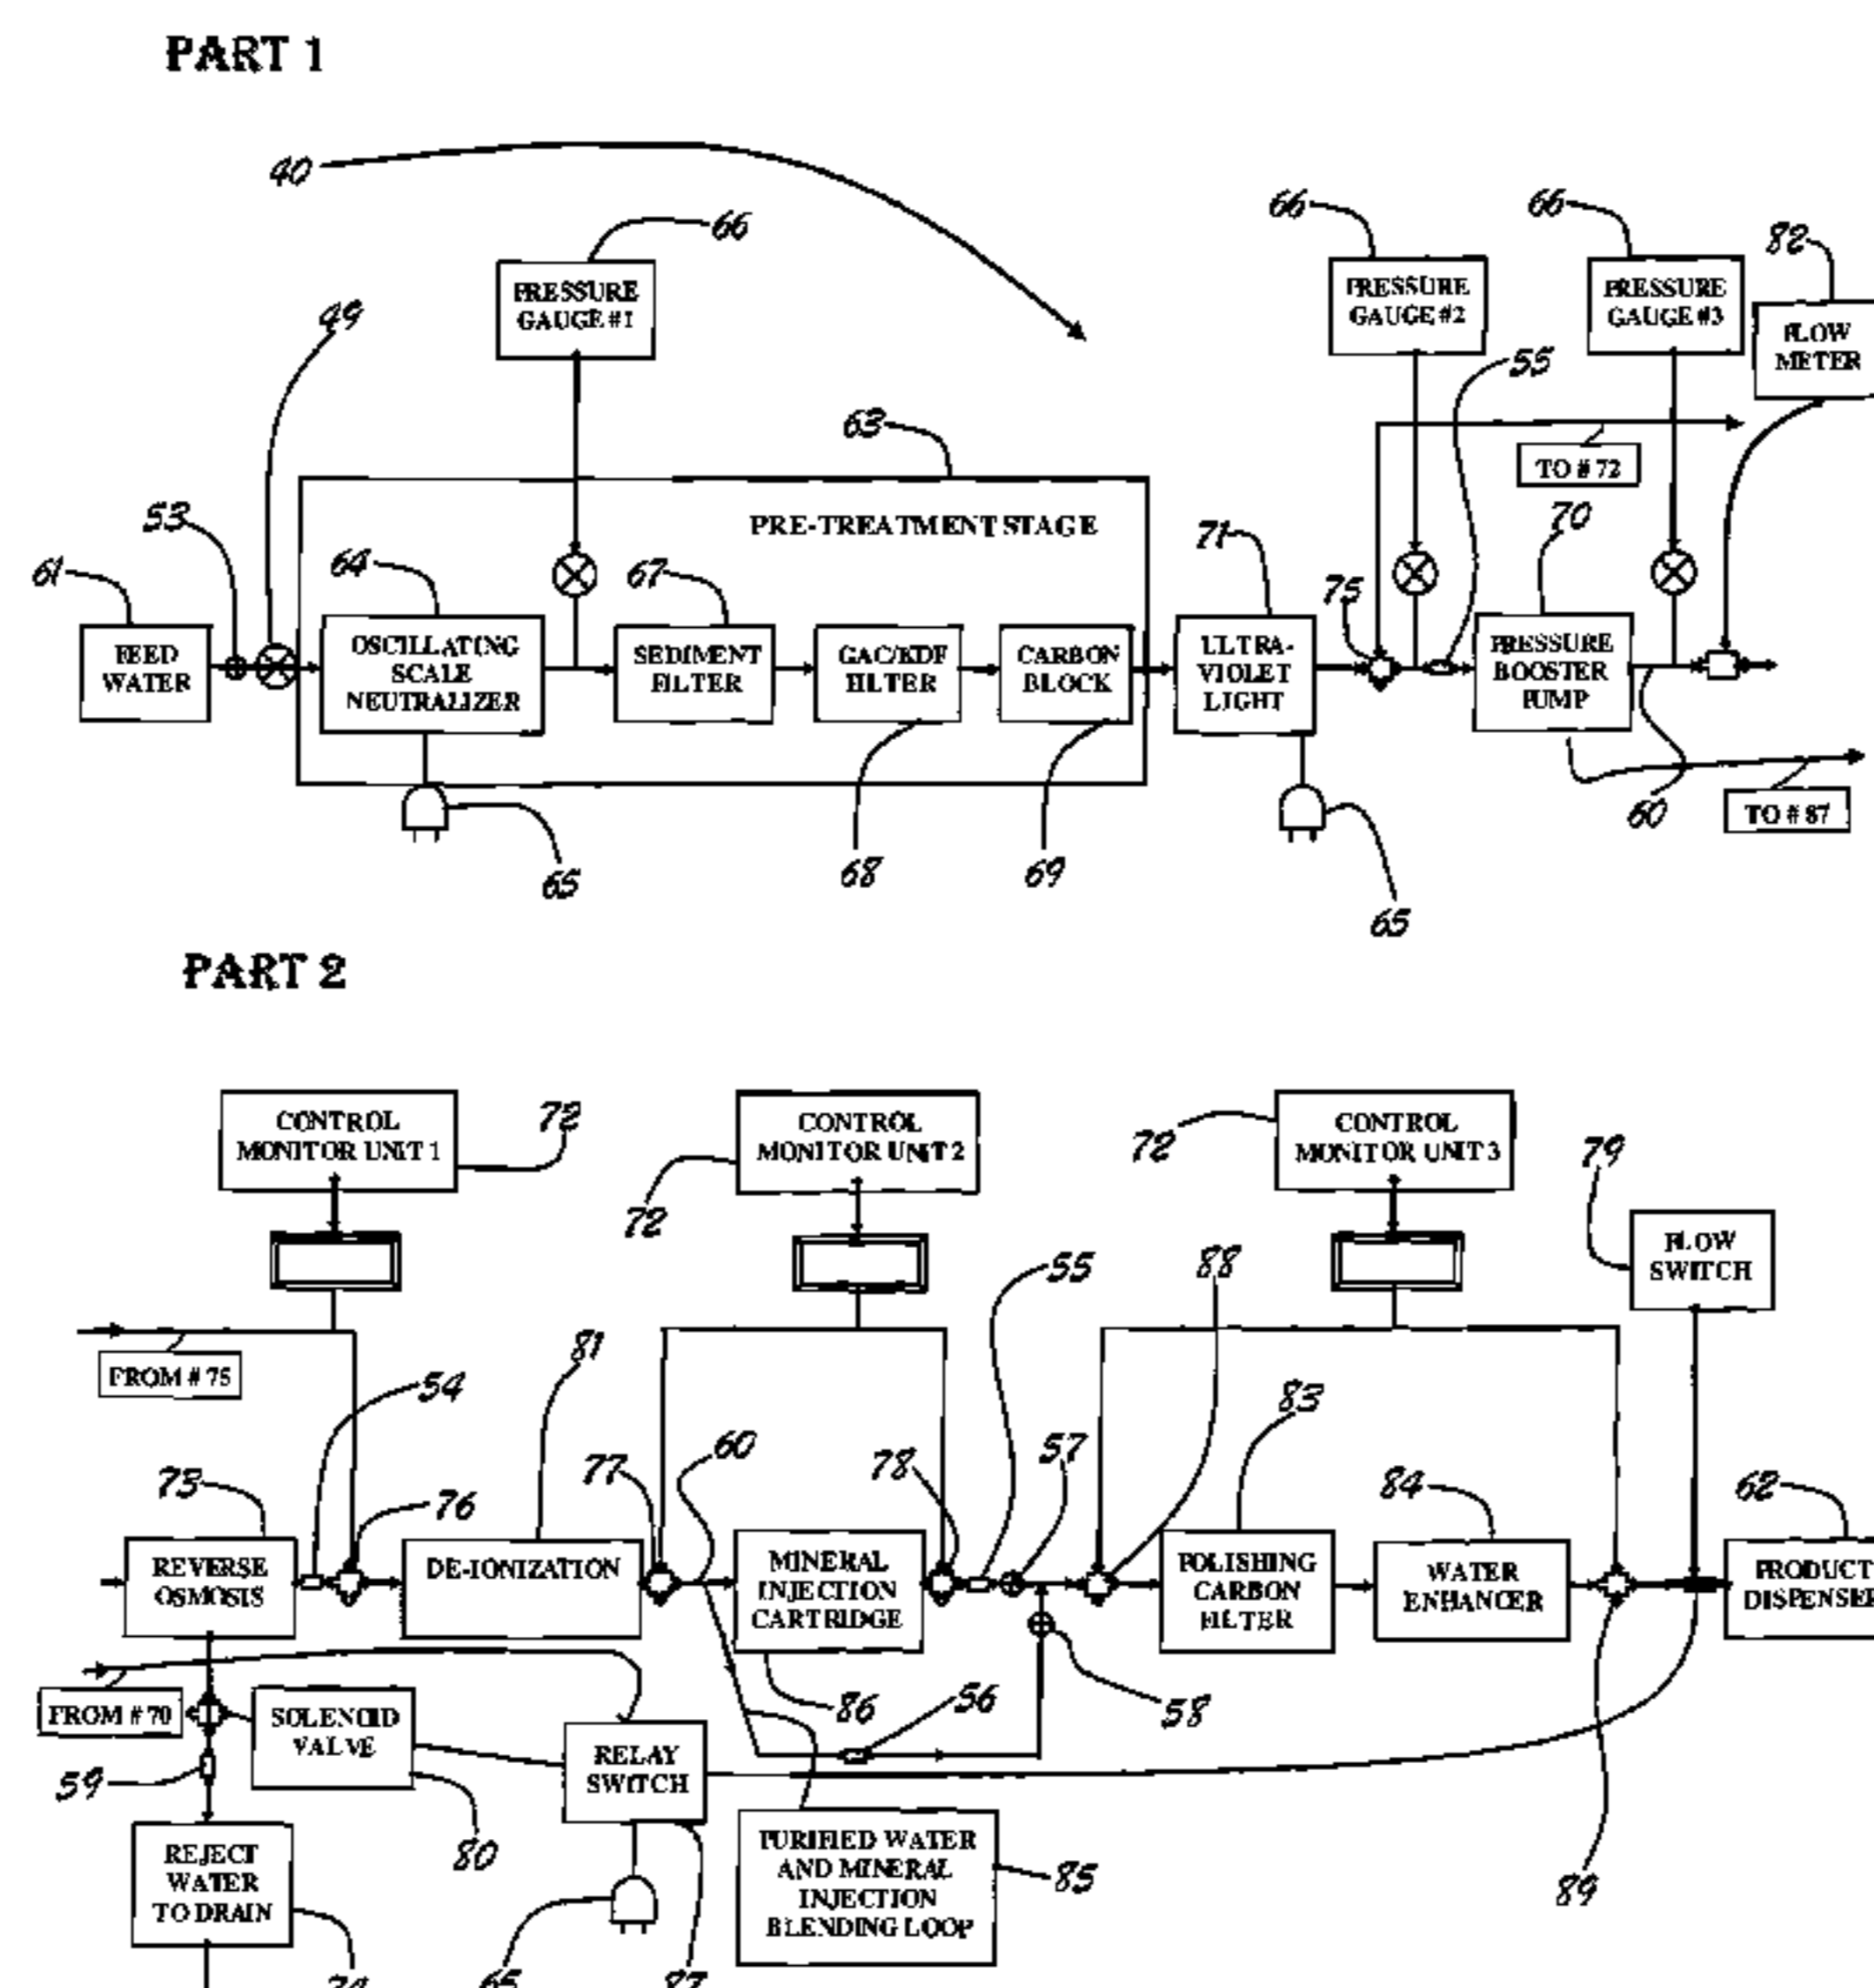 PART 1
40
66
PRESSURE
GAUGE #1
66
PRESSURE
GAUGE #2
66
PRESSURE
GAUGE #3
82
FLOW
METER
49
55
63
TO # 72
53
PRE-TREATMENT STAGE
61
64
67
71
75
70
FEED
WATER
OSCILLATING
SCALE
NEUTRALIZER
SEDIMENT
FILTER
GAC/KDF
FILTER
CARBON
BLOCK
ULTRA-
VIOLET
LIGHT
PRESSURE
BOOSTER
PUMP
60
TO # 87
65
68
69
65
PART 2
CONTROL
MONITOR UNIT 1
72
CONTROL
MONITOR UNIT 2
72
CONTROL
MONITOR UNIT 3
72
79
FLOW
SWITCH
55
88
FROM # 75
54
81
60
57
83
73
76
77
78
84
62
REVERSE
OSMOSIS
DE-IONIZATION
MINERAL
INJECTION
CARTRIDGE
POLISHING
CARBON
FILTER
WATER
ENHANCER
PRODUCT
DISPENSER
FROM # 70
SOLENOID
VALVE
86
56
58
59
RELAY
SWITCH
80
REJECT
WATER
TO DRAIN
PURIFIED WATER
AND MINERAL
INJECTION
BLENDING LOOP
85
89
74
65
87